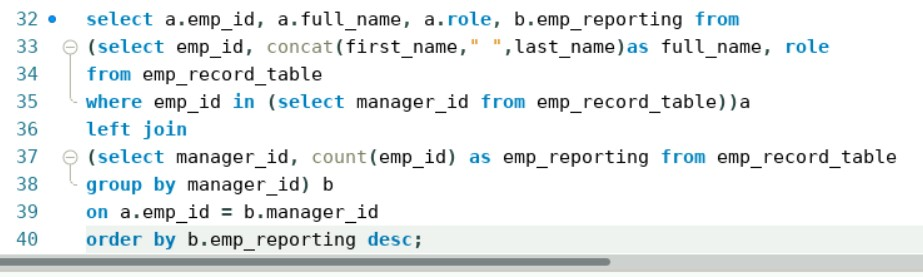 32 select a.emp_id, a.full_name, a.role, b.emp_reporting from
33 (select emp_id, concat(first_name," ",last_name)as full_name, role
34 from emp_record_table
35 where emp_id in (select manager_id from emp_record_table))a
36 left join
37 (select manager_id, count(emp_id) as emp_reporting from emp_record_table
38 group by manager_id) b
39 on a.emp_id = b.manager_id
40 order by b.emp_reporting desc;